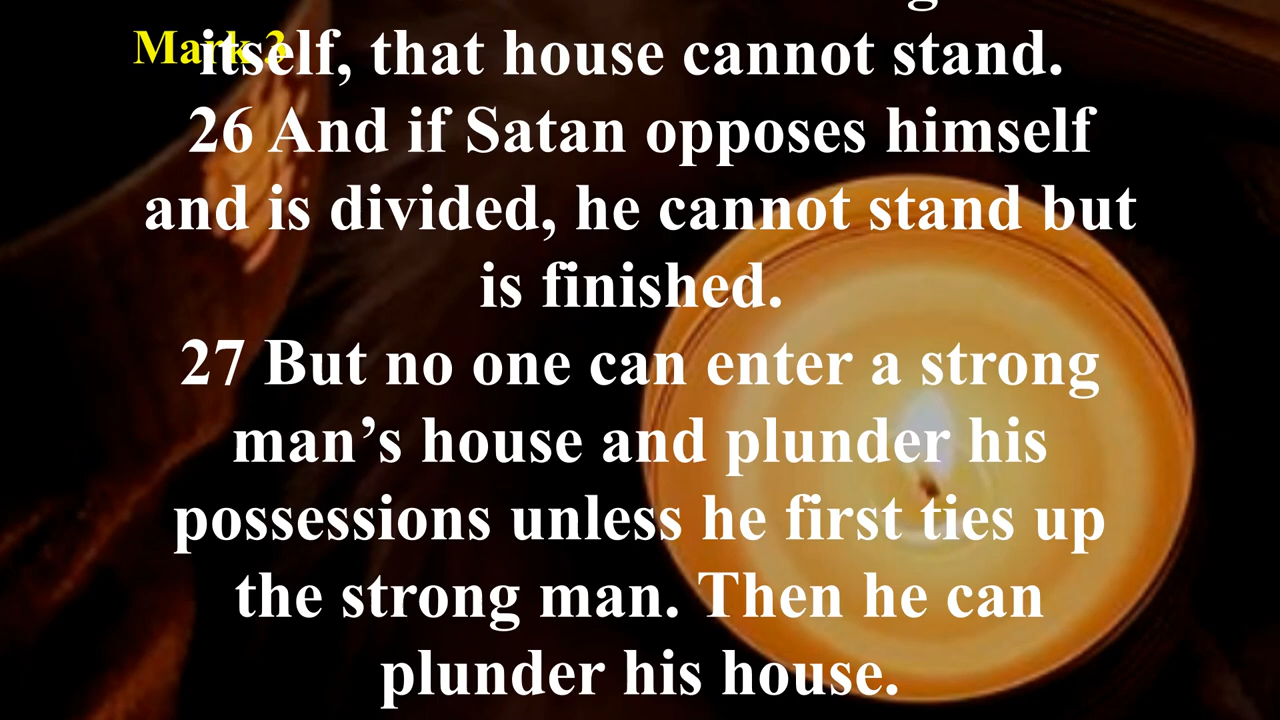 Mark 3
itself, that house cannot stand.
26 And if Satan opposes himself
and is divided, he cannot stand but
is finished.
27 But no one can enter a strong
man’s house and plunder his
possessions unless he first ties up
the strong man. Then he can
plunder his house.